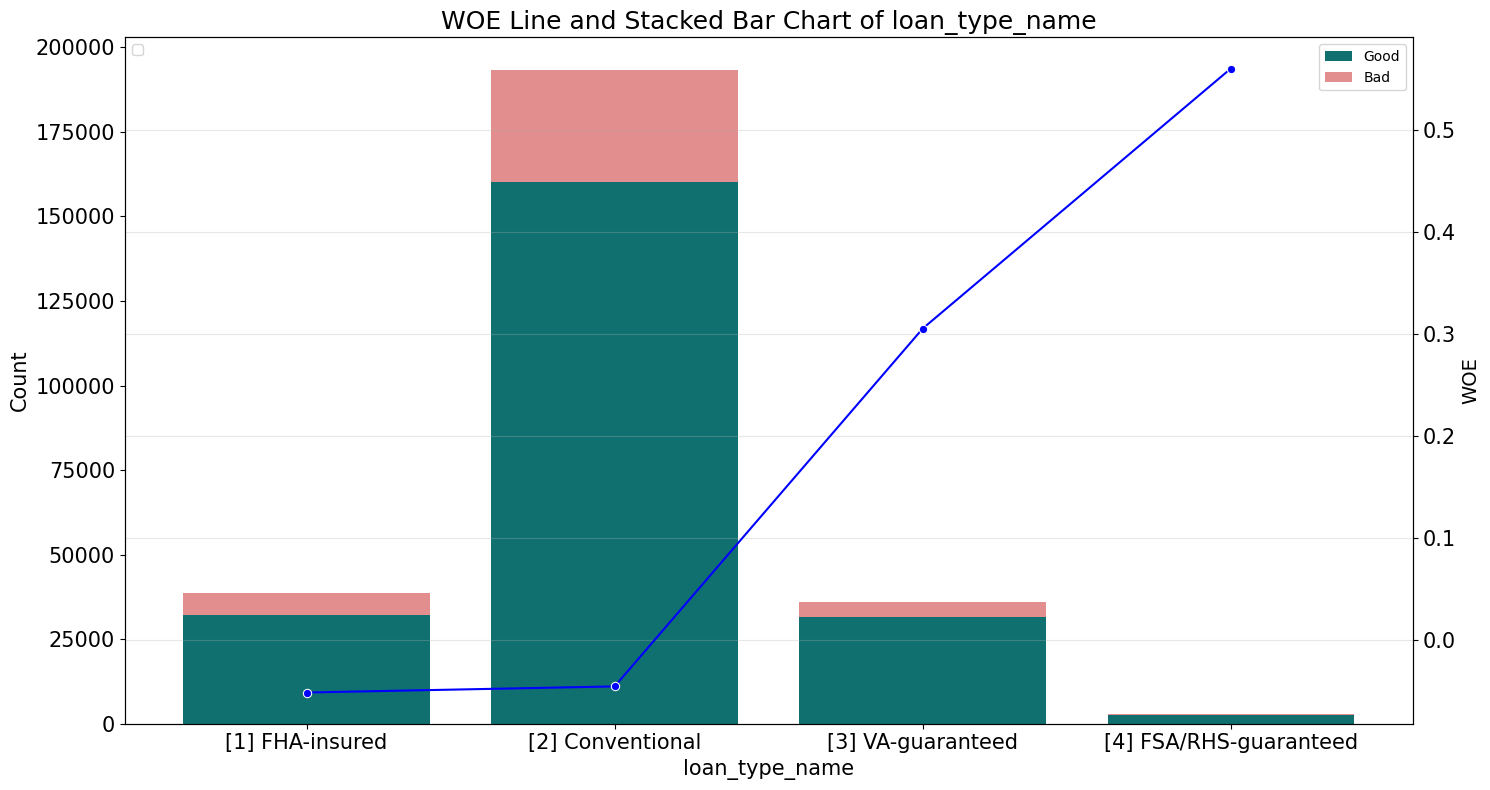 WOE Line and Stacked Bar Chart of loan_type_name
Good
Bad
200000
175000
150000
125000
100000
75000
50000
25000
0
Count
0.5
0.4
0.3
0.2
0.1
0.0
WOE
[1] FHA-insured
[2] Conventional
[3] VA-guaranteed
[4] FSA/RHS-guaranteed
loan_type_name